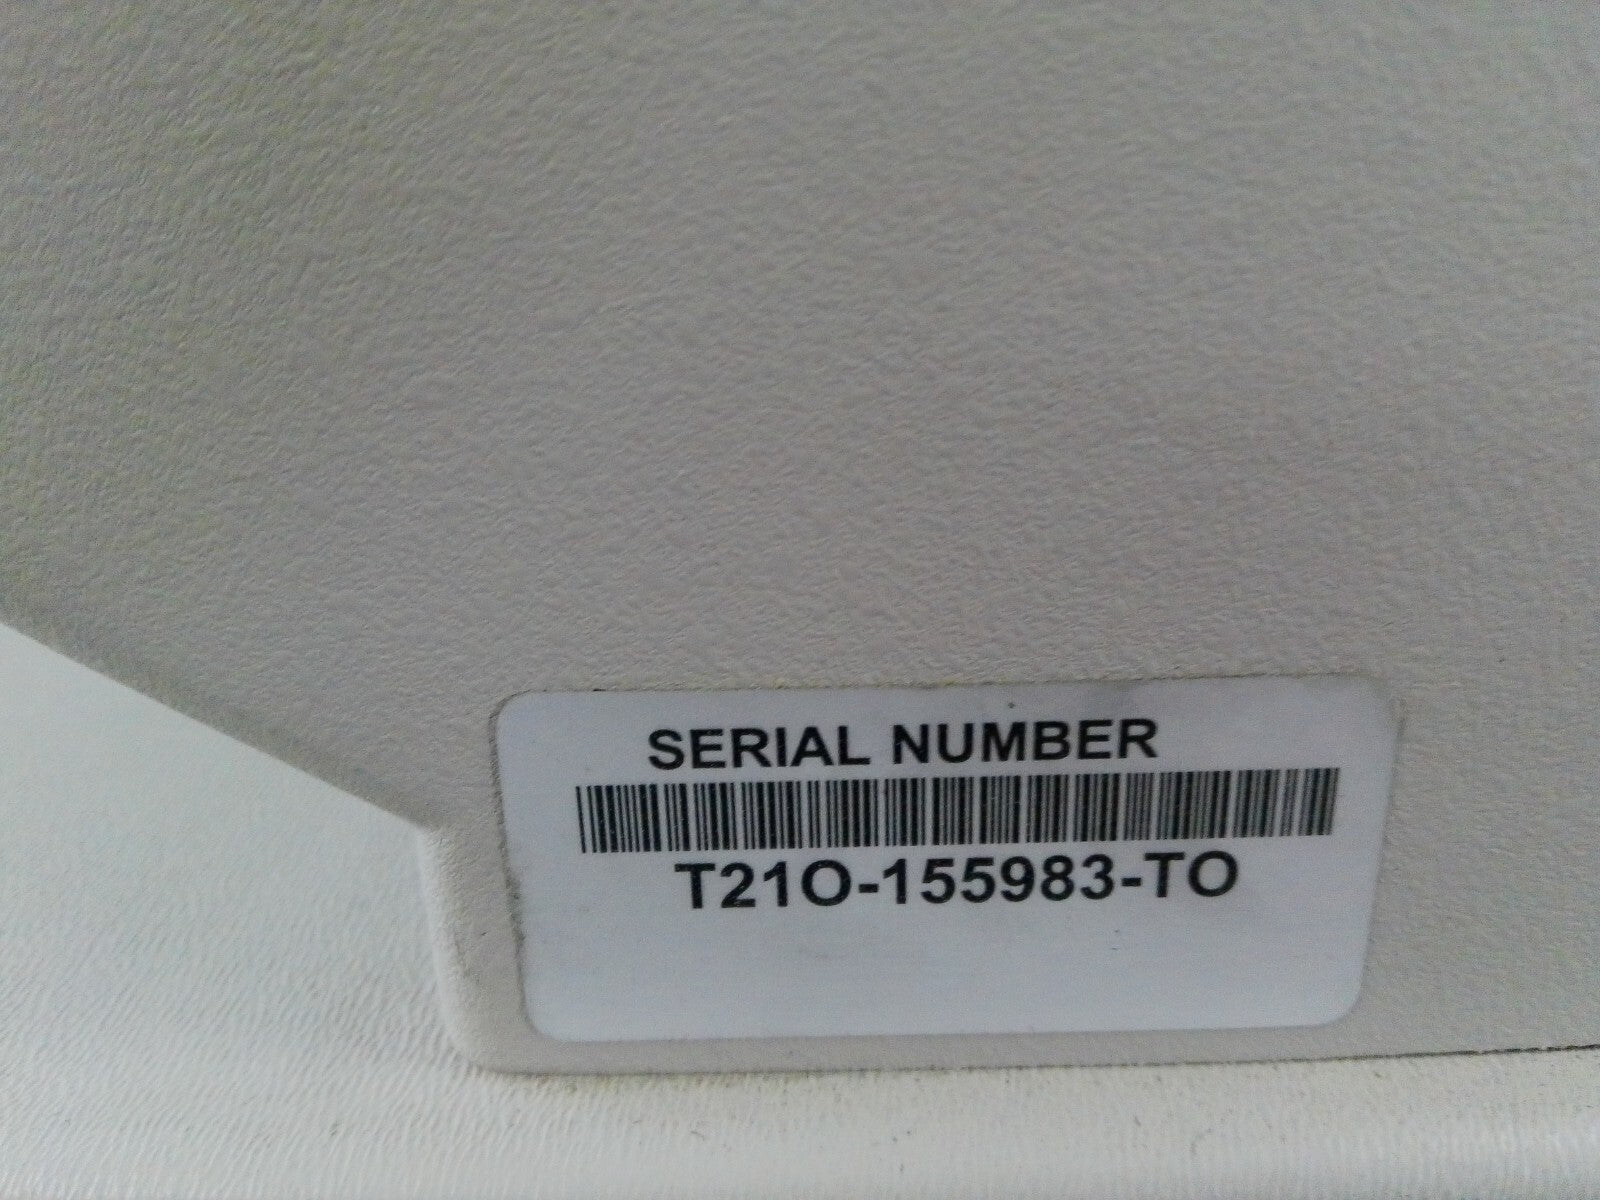 SERIAL NUMBER
T21O-155983-TO